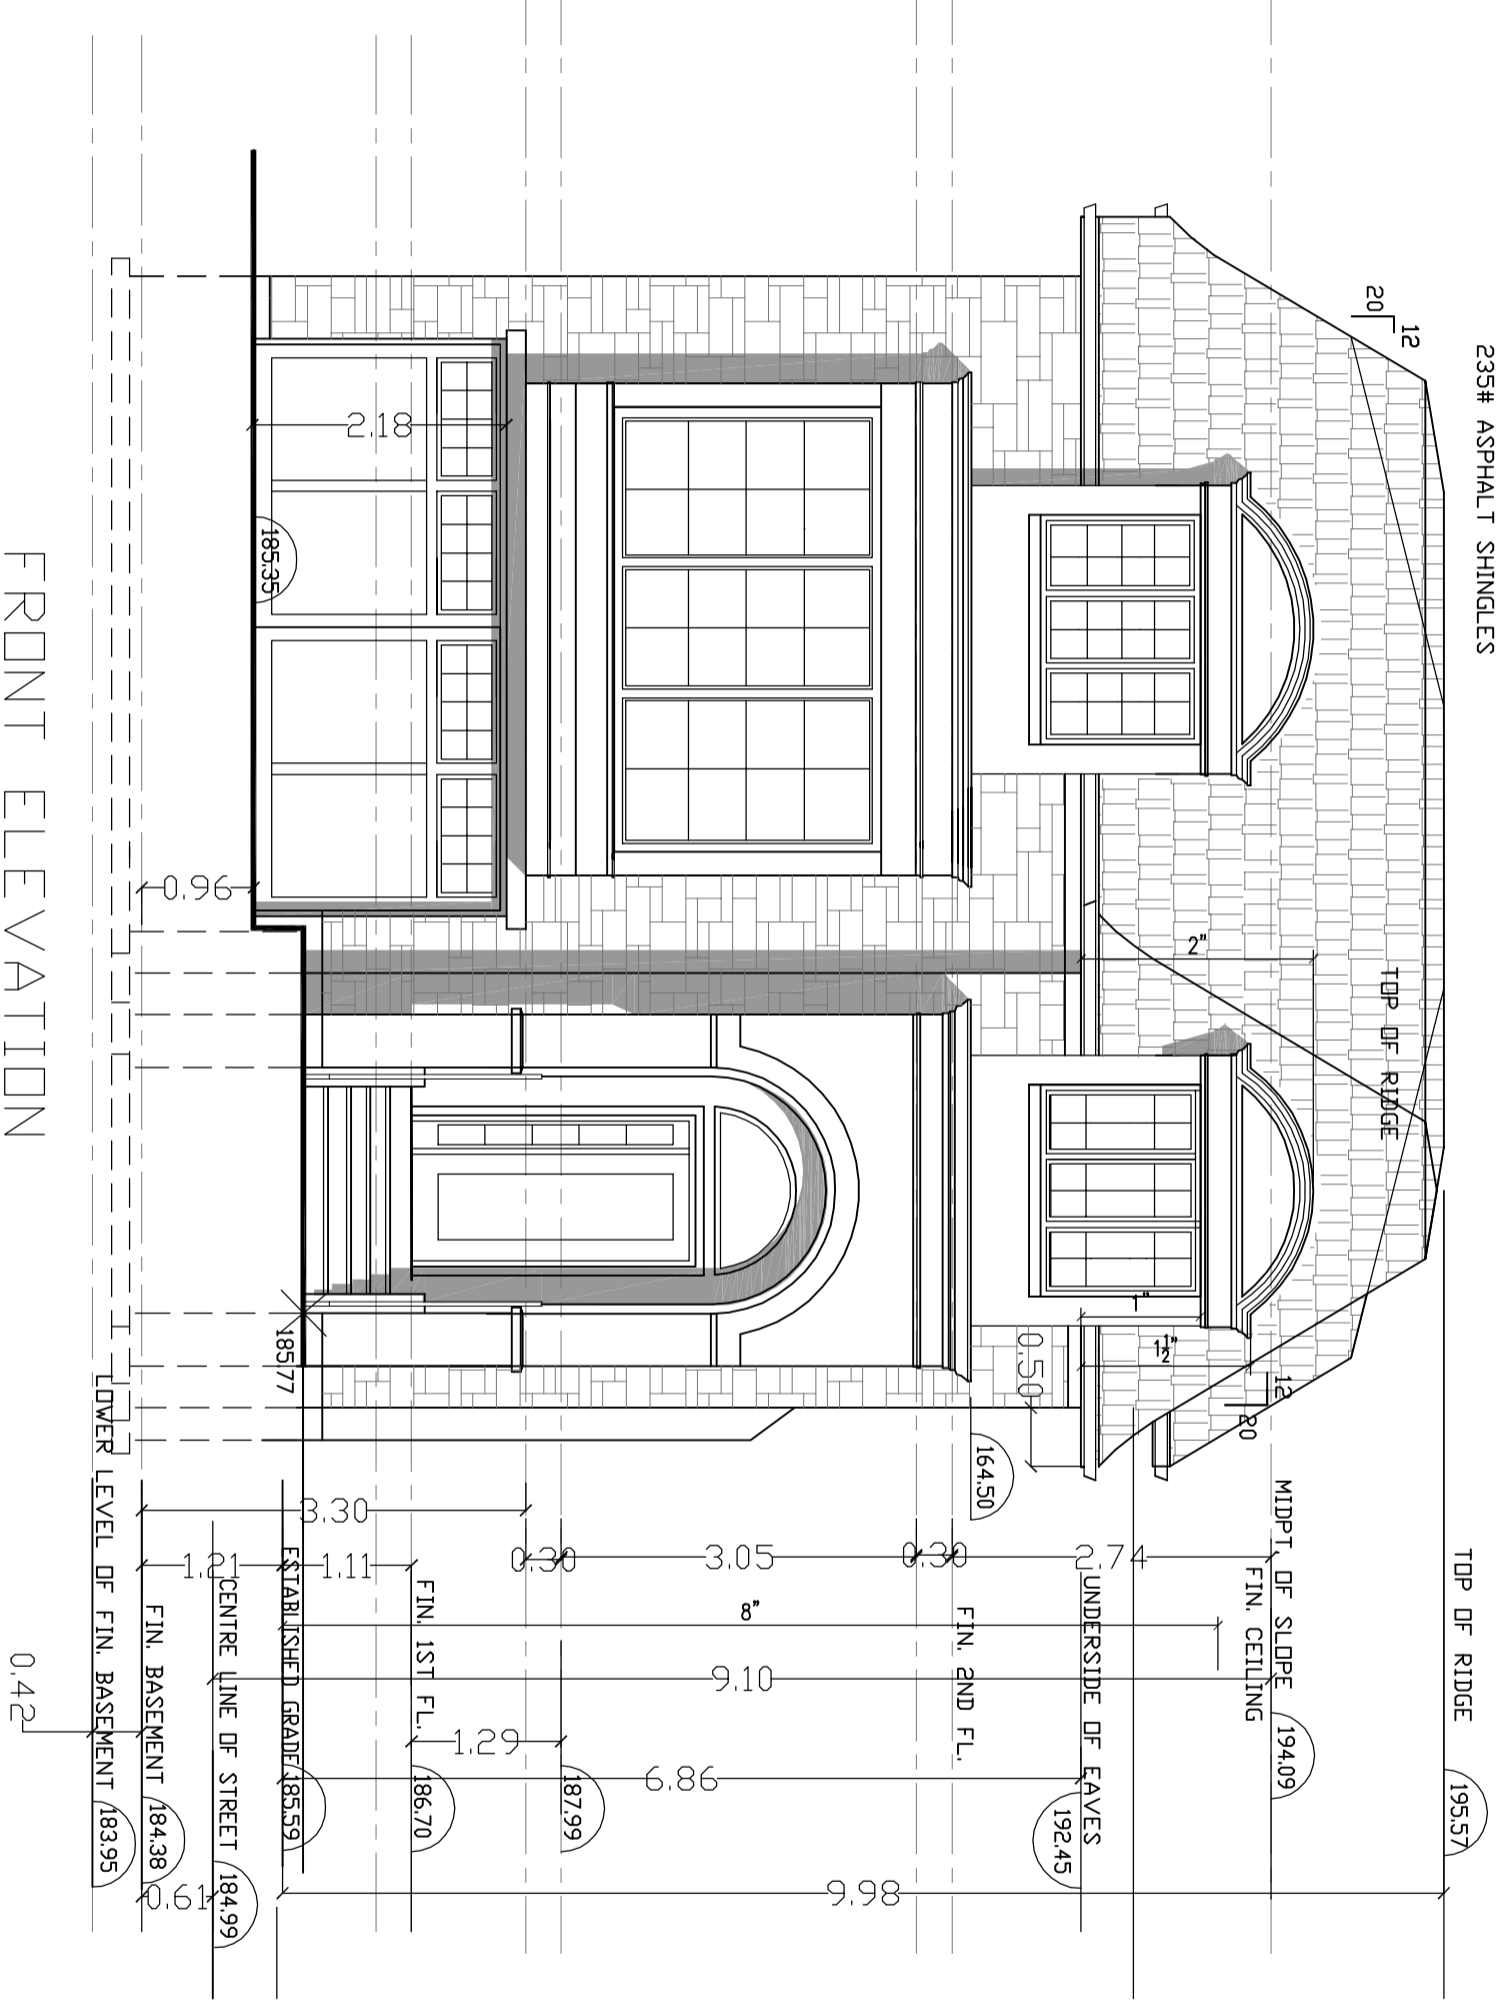 235# ASPHALT SHINGLES
12
20
TOP OF RIDGE
TOP OF RIDGE
195.57
MIDPT OF SLOPE
FIN. CEILING
194.09
12
20
2"
1"
1½"
0.50
UNDERSIDE OF EAVES
192.45
2.74
164.50
FIN. 2ND FL.
0.30
3.05
8"
9.10
6.86
9.98
0.30
187.99
1.29
2.18
FIN. 1ST FL.
186.70
3.30
1.11
185.35
185.77
ESTABLISHED GRADE
185.59
1.21
CENTRE LINE OF STREET
184.99
0.96
0.61
FIN. BASEMENT
184.38
LOWER LEVEL OF FIN. BASEMENT
183.95
0.42
FRONT ELEVATION